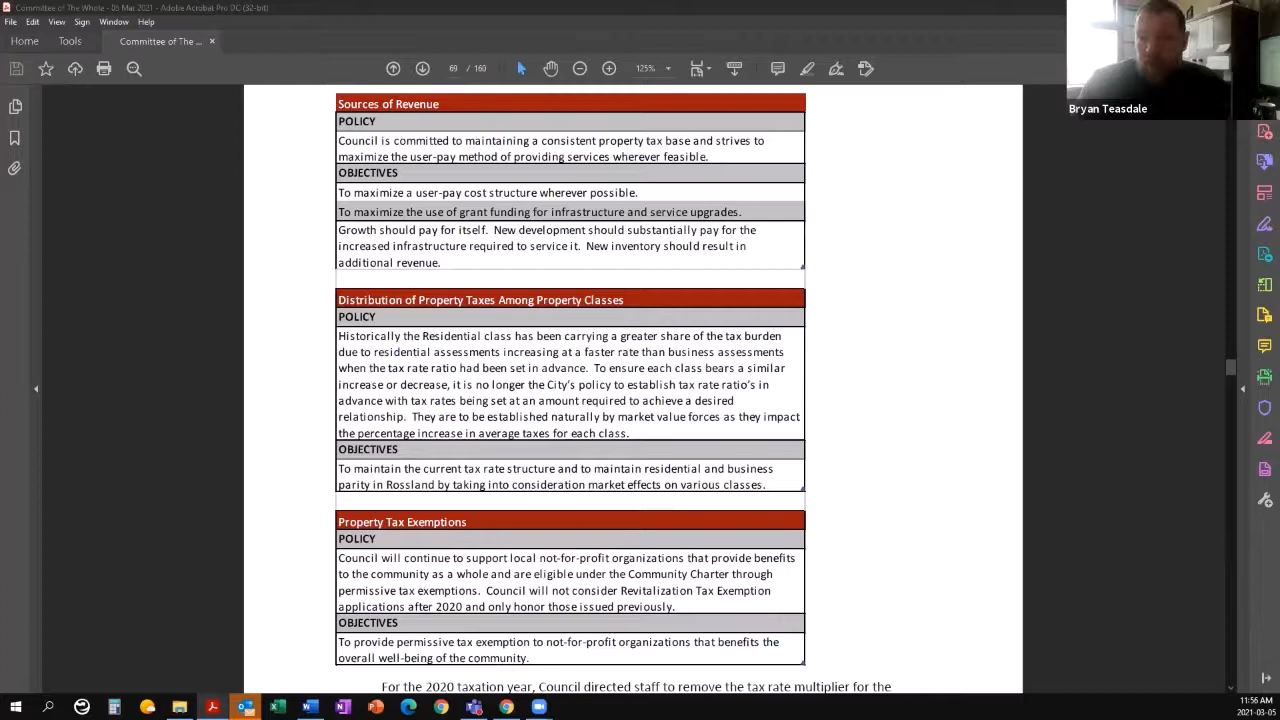 Committee of The Whole - 05 Mar 2021 - Adobe Acrobat Pro DC (32-bit)
File Edit View Sign Window Help
Home Tools Committee of The ... ×
69 / 160 125%
Bryan Teasdale
Sources of Revenue
POLICY
Council is committed to maintaining a consistent property tax base and strives to
maximize the user-pay method of providing services wherever feasible.
OBJECTIVES
To maximize a user-pay cost structure wherever possible.
To maximize the use of grant funding for infrastructure and service upgrades.
Growth should pay for itself. New development should substantially pay for the
increased infrastructure required to service it. New inventory should result in
additional revenue.
Distribution of Property Taxes Among Property Classes
POLICY
Historically the Residential class has been carrying a greater share of the tax burden
due to residential assessments increasing at a faster rate than business assessments
when the tax rate ratio had been set in advance. To ensure each class bears a similar
increase or decrease, it is no longer the City's policy to establish tax rate ratio's in
advance with tax rates being set at an amount required to achieve a desired
relationship. They are to be established naturally by market value forces as they impact
the percentage increase in average taxes for each class.
OBJECTIVES
To maintain the current tax rate structure and to maintain residential and business
parity in Rossland by taking into consideration market effects on various classes.
Property Tax Exemptions
POLICY
Council will continue to support local not-for-profit organizations that provide benefits
to the community as a whole and are eligible under the Community Charter through
permissive tax exemptions. Council will not consider Revitalization Tax Exemption
applications after 2020 and only honor those issued previously.
OBJECTIVES
To provide permissive tax exemption to not-for-profit organizations that benefits the
overall well-being of the community.
For the 2020 taxation year, Council directed staff to remove the tax rate multiplier for the
11:56 AM
2021-03-05